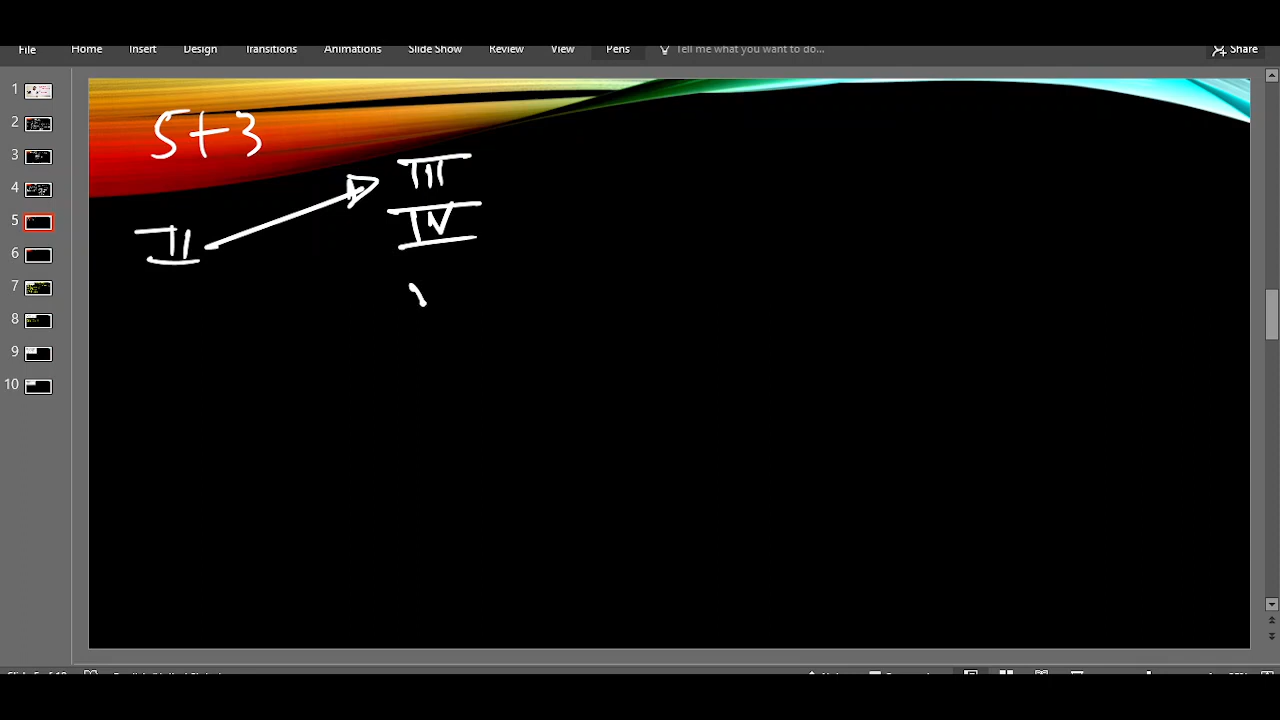 File Home Insert Design Transitions Animations Slide Show Review View Pens Tell me what you want to do... Share
1
2
3
4
5
6
7
8
9
10
5+3
III
IV
II